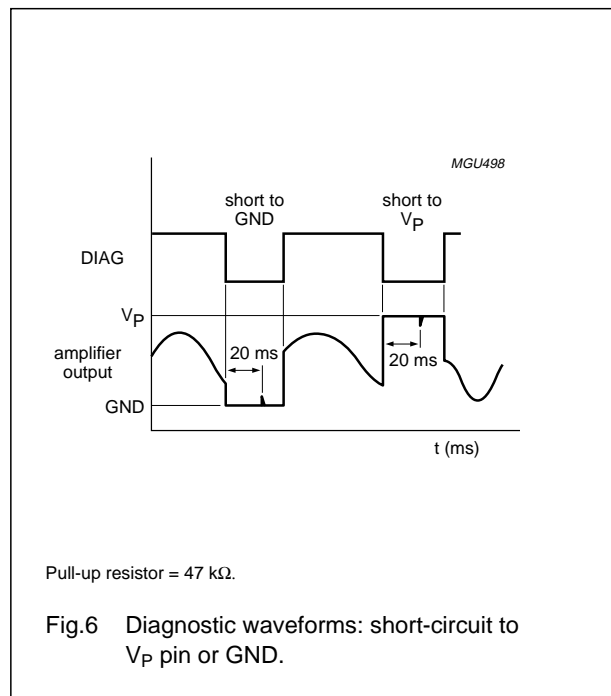 MGU498
short to
GND
short to
VP
DIAG
VP
amplifier
output
20 ms
20 ms
GND
t (ms)
Pull-up resistor = 47 kΩ.
Fig.6 Diagnostic waveforms: short-circuit to
VP pin or GND.